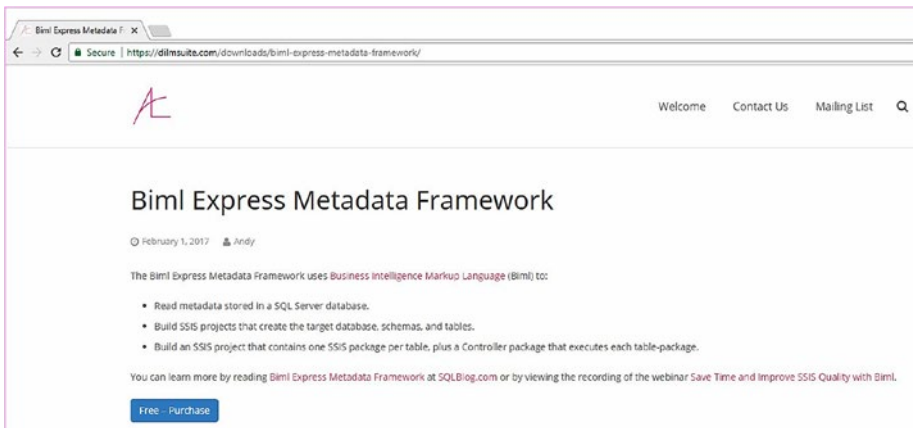 Biml Express Metadata F
Secure | https://dilmsuite.com/downloads/biml-express-metadata-framework/
AC
Welcome Contact Us Mailing List
Biml Express Metadata Framework
February 1, 2017 Andy
The Biml Express Metadata Framework uses Business Intelligence Markup Language (Biml) to:
• Read metadata stored in a SQL Server database.
• Build SSIS projects that create the target database, schemas, and tables.
• Build an SSIS project that contains one SSIS package per table, plus a Controller package that executes each table-package.
You can learn more by reading Biml Express Metadata Framework at SQLBlog.com or by viewing the recording of the webinar Save Time and Improve SSIS Quality with Biml.
Free – Purchase